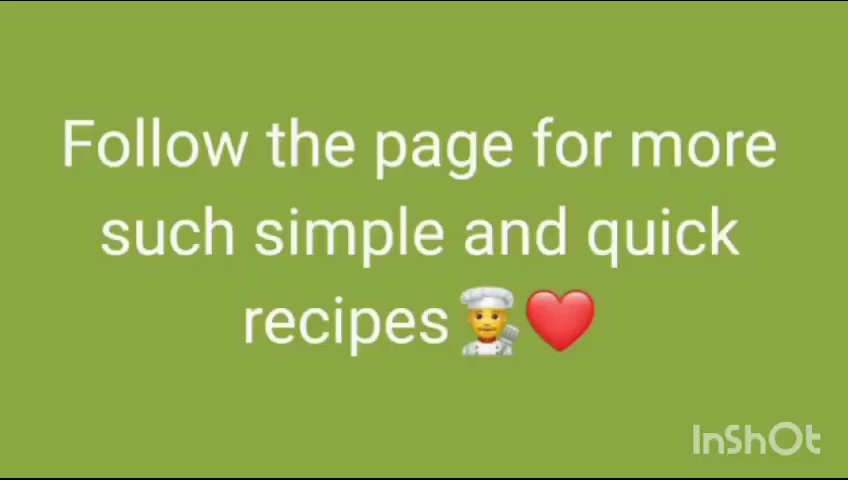 Follow the page for more
such simple and quick
recipes👨‍🍳❤️
InShOt